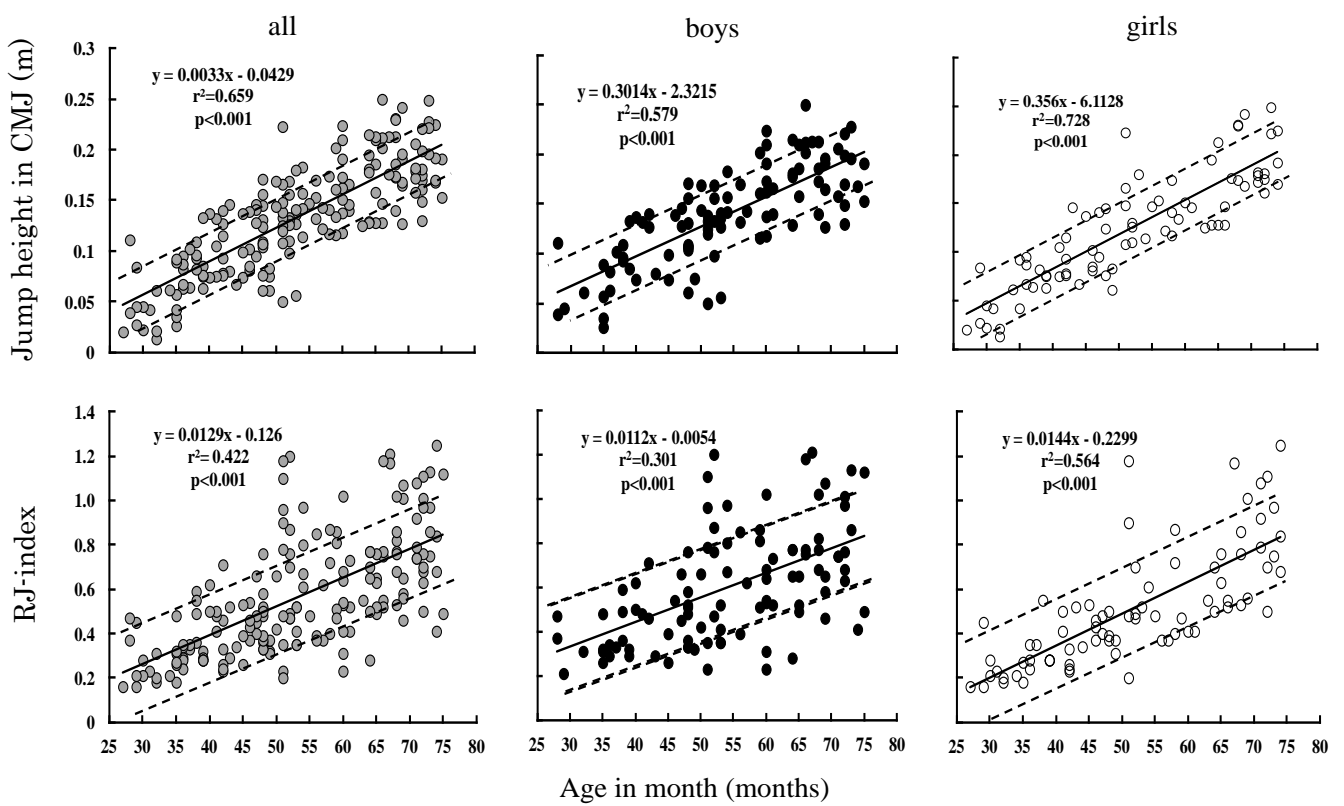 all
boys
girls
Jump height in CMJ (m)
0.3
0.25
0.2
0.15
0.1
0.05
0
y = 0.0033x - 0.0429
r²=0.659
p<0.001
y = 0.3014x - 2.3215
r²=0.579
p<0.001
y = 0.356x - 6.1128
r²=0.728
p<0.001
RJ-index
1.4
1.2
1.0
0.8
0.6
0.4
0.2
0
y = 0.0129x - 0.126
r²= 0.422
p<0.001
y = 0.0112x - 0.0054
r²=0.301
p<0.001
y = 0.0144x - 0.2299
r²=0.564
p<0.001
25 30 35 40 45 50 55 60 65 70 75 80
25 30 35 40 45 50 55 60 65 70 75 80
25 30 35 40 45 50 55 60 65 70 75 80
Age in month (months)